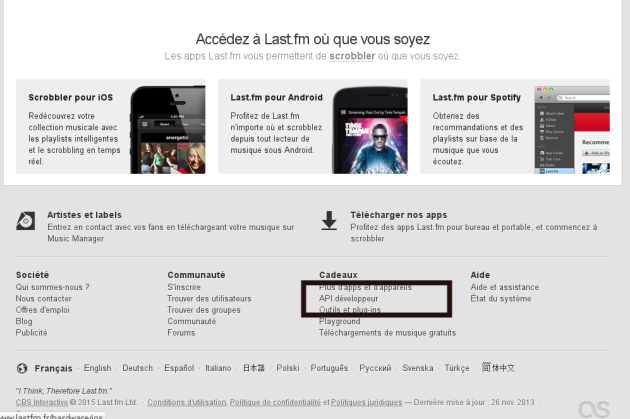 Accédez à Last.fm où que vous soyez
Les apps Last.fm vous permettent de scrobbler où que vous soyez.
Scrobbler pour iOS
Redécouvrez votre
collection musicale avec
les playlists intelligentes
et le scrobbling en temps
réel.
Last.fm pour Android
Profitez de Last.fm
n'importe où et scrobblez
depuis tout lecteur de
musique sous Android.
Last.fm pour Spotify
Obtenez des
recommandations et des
playlists sur base de la
musique que vous
écoutez.
energetic
Recomme
Artistes et labels
Entrez en contact avec vos fans en téléchargeant votre musique sur
Music Manager
Télécharger nos apps
Profitez des apps Last.fm pour bureau et portable, et commencez à
scrobbler
Société
Qui sommes-nous ?
Nous contacter
Offres d'emploi
Blog
Publicité
Communauté
S'inscrire
Trouver des utilisateurs
Trouver des groupes
Communauté
Forums
Cadeaux
Plus d'apps et d'appareils
API développeur
Outils et plug-ins
Playground
Téléchargements de musique gratuits
Aide
Aide et assistance
État du système
Français · English · Deutsch · Español · Italiano · 日本語 · Polski · Português · Русский · Svenska · Türkçe · 简体中文
"I Think, Therefore Last.fm."
CBS Interactive © 2015 Last.fm Ltd. · Conditions d'utilisation, Politique de confidentialité et Politiques juridiques — Dernière mise à jour : 26 nov. 2013 ·
www.lastfm.fr/hardware/ios